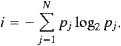 i = − ∑_{j=1}^{N} p_j log_2 p_j.